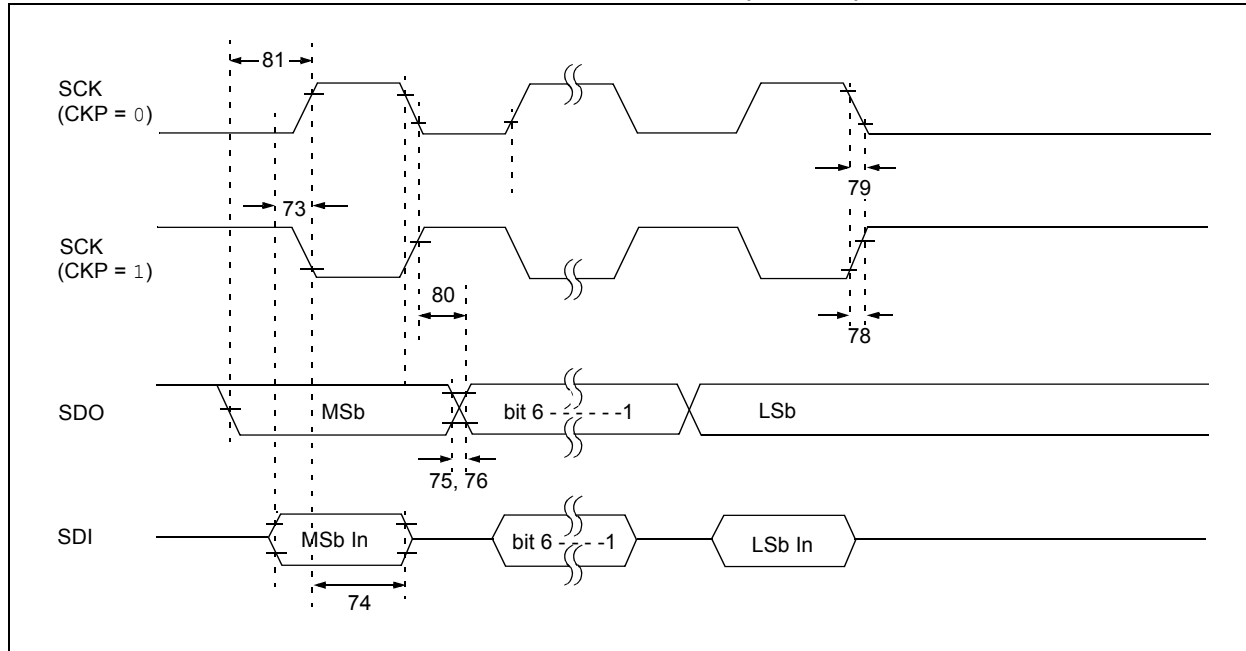 81
SCK
(CKP = 0)
79
73
SCK
(CKP = 1)
80
78
SDO
MSb
bit 6 - - - - - - -1
LSb
75, 76
SDI
MSb In
bit 6 - - - - -1
LSb In
74